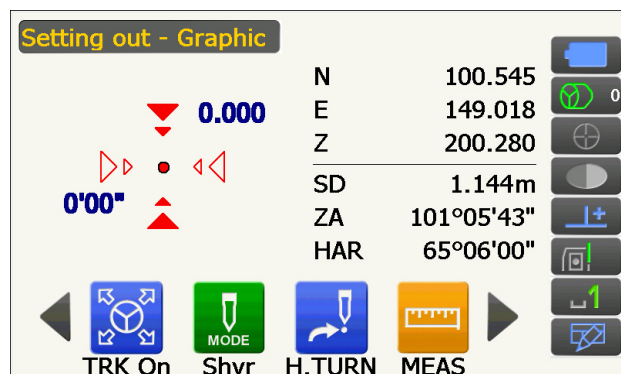 Setting out - Graphic
N 100.545
0.000
E 149.018
0
Z 200.280
SD 1.144m
0'00"
ZA 101°05'43"
HAR 65°06'00"
1
MODE
TRK On Shvr H.TURN MEAS